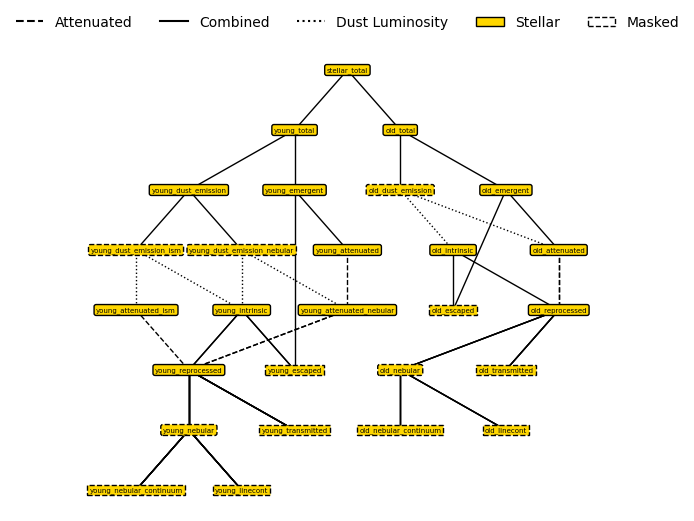 Attenuated Combined Dust Luminosity Stellar Masked
stellar_total
young_total old_total
young_dust_emission young_emergent old_dust_emission old_emergent
young_dust_emission_ism young_dust_emission_nebular young_attenuated old_intrinsic old_attenuated
young_attenuated_ism young_intrinsic young_attenuated_nebular old_escaped old_reprocessed
young_reprocessed young_escaped old_nebular old_transmitted
young_nebular young_transmitted old_nebular_continuum old_linecont
young_nebular_continuum young_linecont